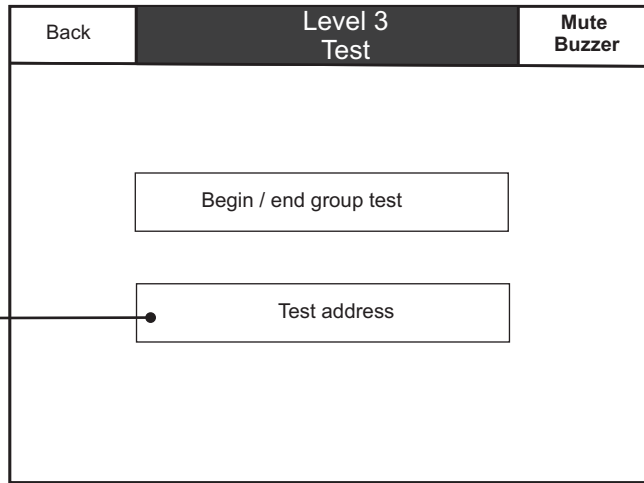 Back
Level 3
Test
Mute
Buzzer
Begin / end group test
Test address